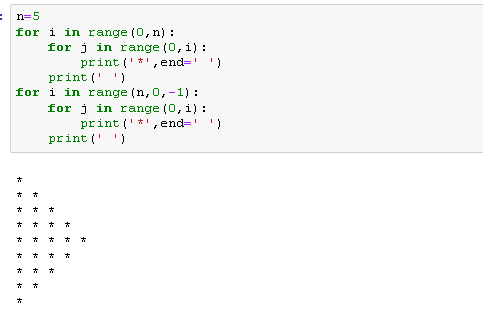 :
n=5
for i in range(0,n):
    for j in range(0,i):
        print('*',end=' ')
    print(' ')
for i in range(n,0,-1):
    for j in range(0,i):
        print('*',end=' ')
    print(' ')
*
* *
* * *
* * * *
* * * * *
* * * *
* * *
* *
*